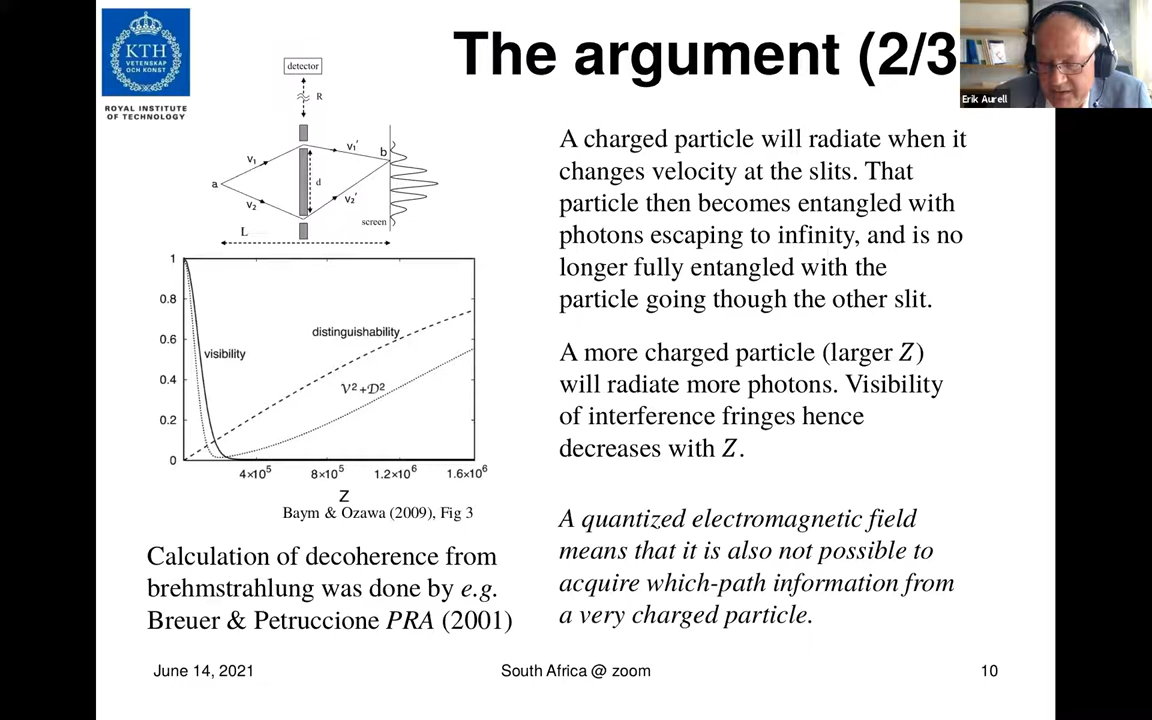 The argument (2/3
KTH
VETENSKAP
OCH KONST
ROYAL INSTITUTE
OF TECHNOLOGY
detector
R
v₁
v₁'
b
a
d
v₂
v₂'
screen
L
1
0.8
0.6
0.4
0.2
0
distinguishability
visibility
𝒱²+𝒟²
4×10⁵
8×10⁵
1.2×10⁶
1.6×10⁶
Z
Baym & Ozawa (2009), Fig 3
Calculation of decoherence from
brehmstrahlung was done by e.g.
Breuer & Petruccione PRA (2001)
Erik Aurell
A charged particle will radiate when it
changes velocity at the slits. That
particle then becomes entangled with
photons escaping to infinity, and is no
longer fully entangled with the
particle going though the other slit.
A more charged particle (larger Z)
will radiate more photons. Visibility
of interference fringes hence
decreases with Z.
A quantized electromagnetic field
means that it is also not possible to
acquire which-path information from
a very charged particle.
June 14, 2021
South Africa @ zoom
10